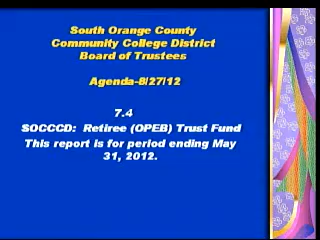 South Orange County
Community College District
Board of Trustees
Agenda-8/27/12
7.4
SOCCCD: Retiree (OPEB) Trust Fund
This report is for period ending May
31, 2012.